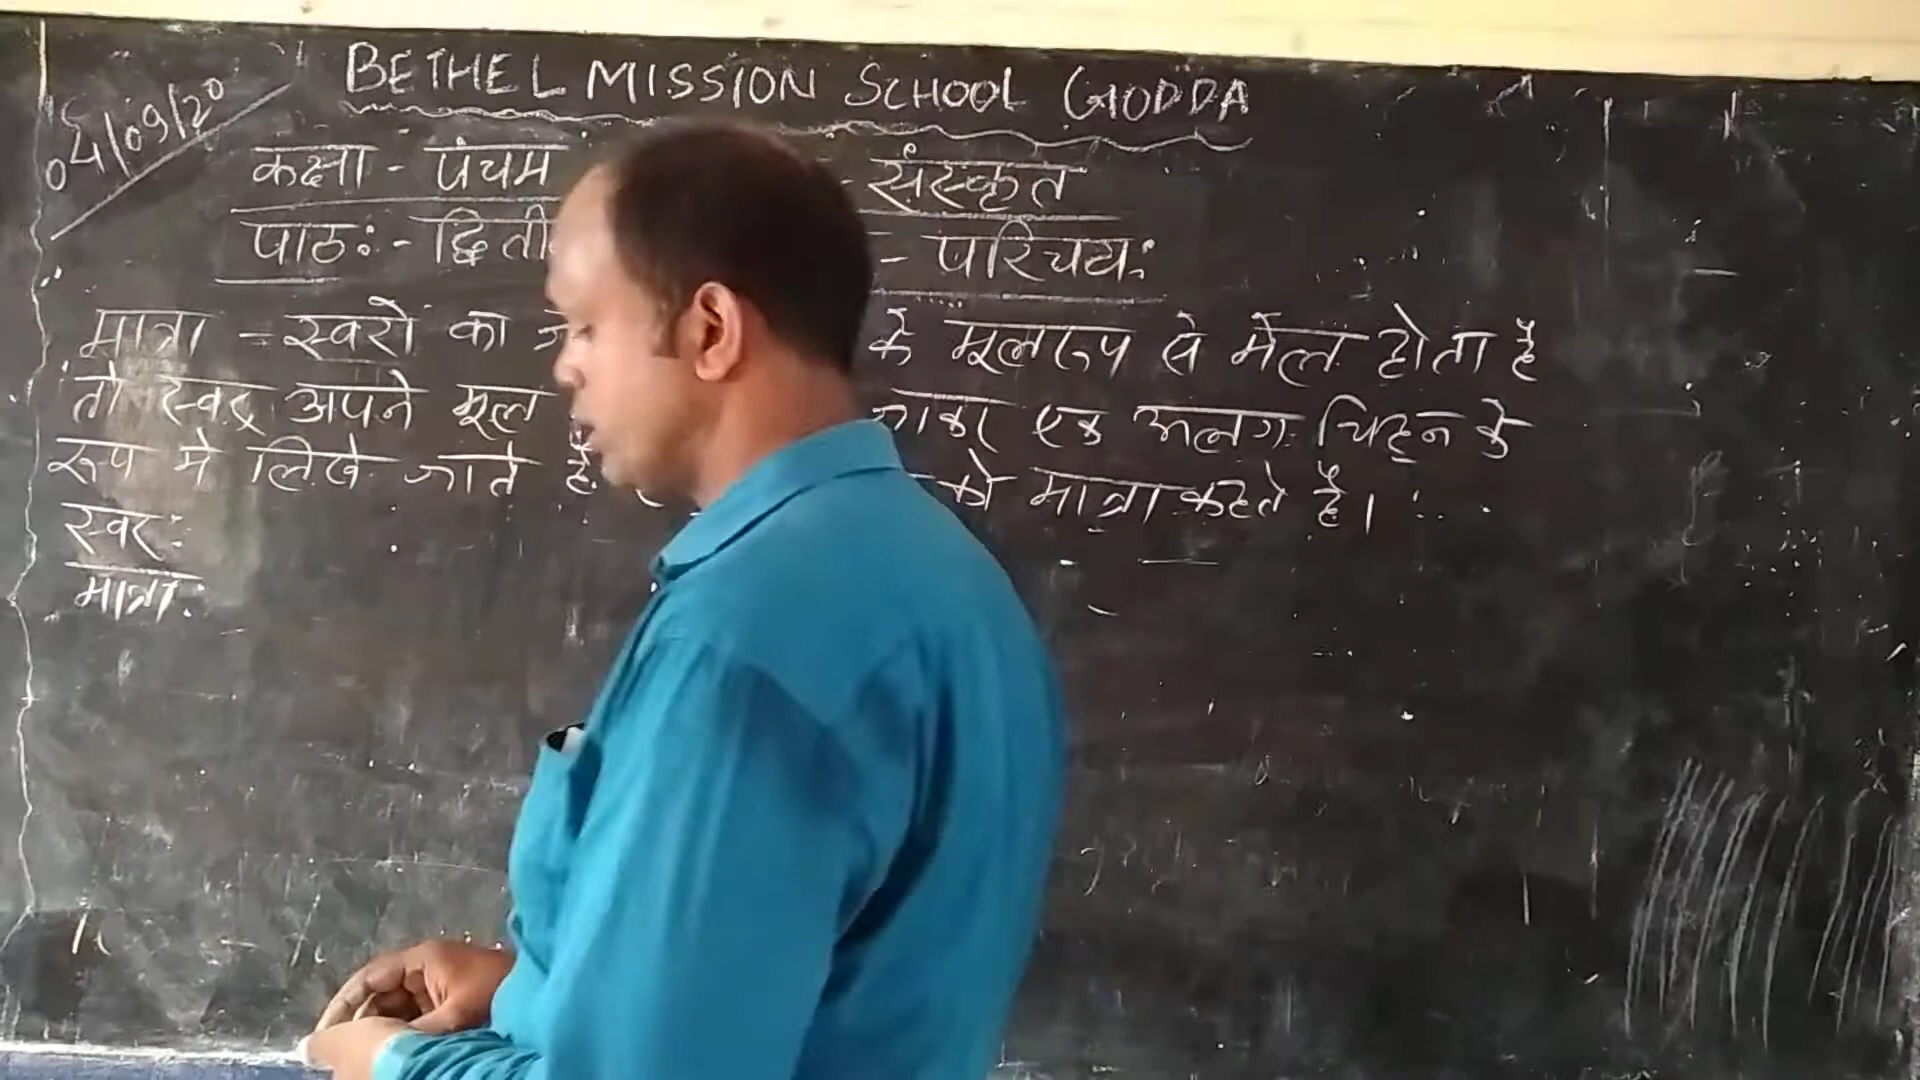 04/09/20
BETHEL MISSION SCHOOL GODDA
कक्षा - पंचम - संस्कृत
पाठः - द्विती - परिचयः
मात्रा - स्वरों का के मूलरूप से मेल होता है
तो स्वर अपने मूल एक अलग चिह्न के
रूप में लिखे जाते है को मात्रा कहते है।
स्वरः
मात्राः